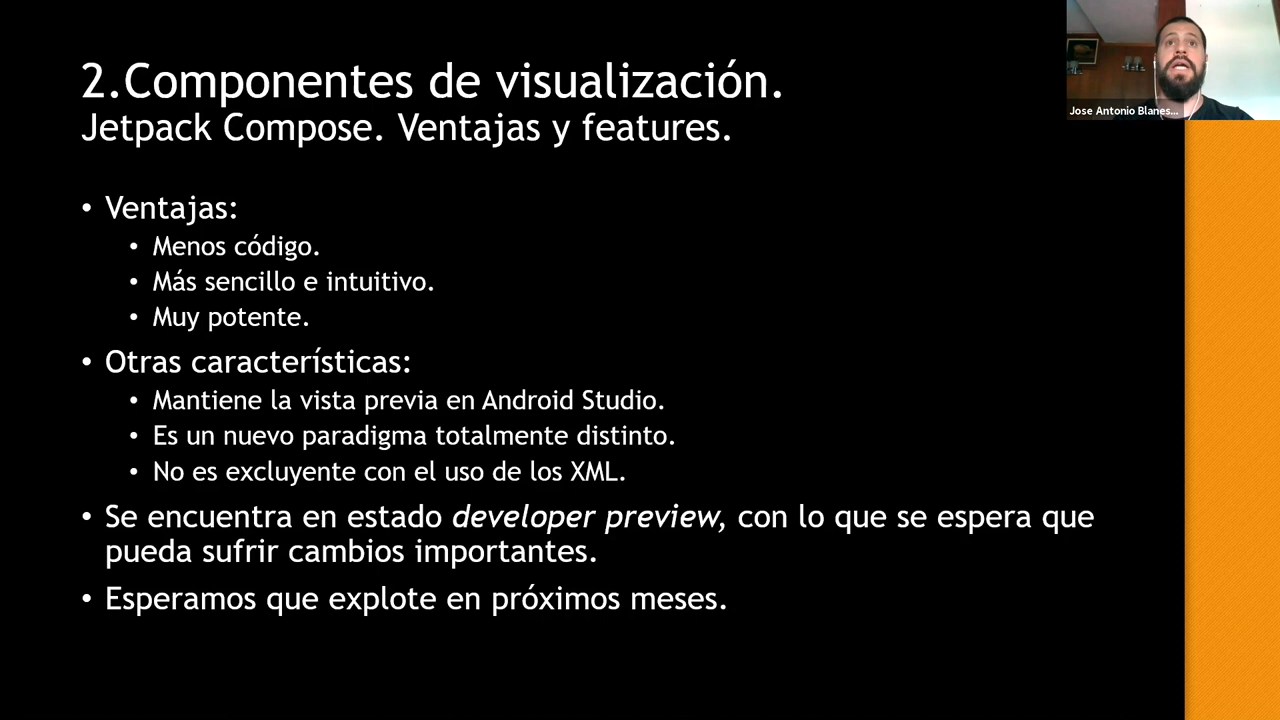 2.Componentes de visualización.
Jetpack Compose. Ventajas y features.
• Ventajas:
• Menos código.
• Más sencillo e intuitivo.
• Muy potente.
• Otras características:
• Mantiene la vista previa en Android Studio.
• Es un nuevo paradigma totalmente distinto.
• No es excluyente con el uso de los XML.
• Se encuentra en estado developer preview, con lo que se espera que
pueda sufrir cambios importantes.
• Esperamos que explote en próximos meses.
Jose Antonio Blanes...